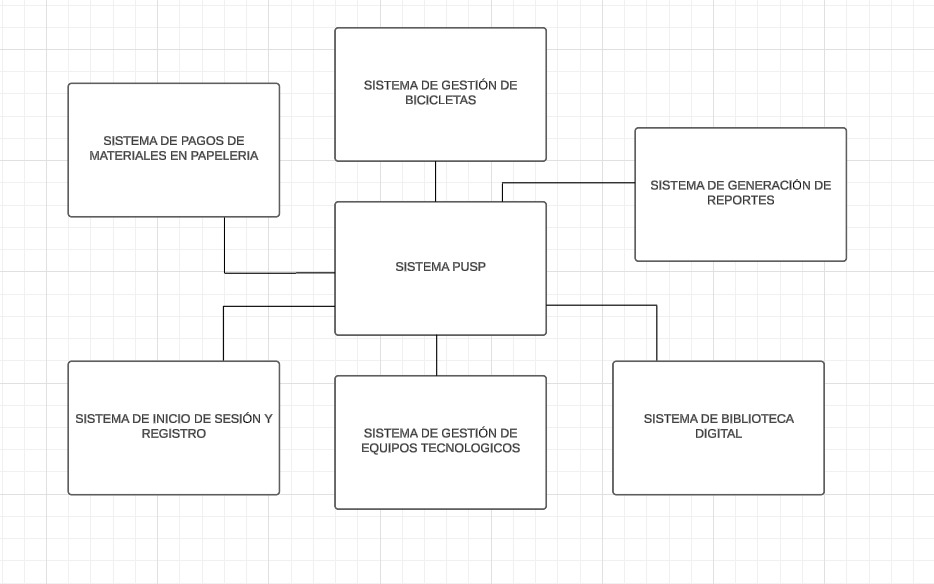 SISTEMA DE GESTIÓN DE
BICICLETAS
SISTEMA DE PAGOS DE
MATERIALES EN PAPELERIA
SISTEMA DE GENERACIÓN DE
REPORTES
SISTEMA PUSP
SISTEMA DE INICIO DE SESIÓN Y
REGISTRO
SISTEMA DE GESTIÓN DE
EQUIPOS TECNOLOGICOS
SISTEMA DE BIBLIOTECA
DIGITAL